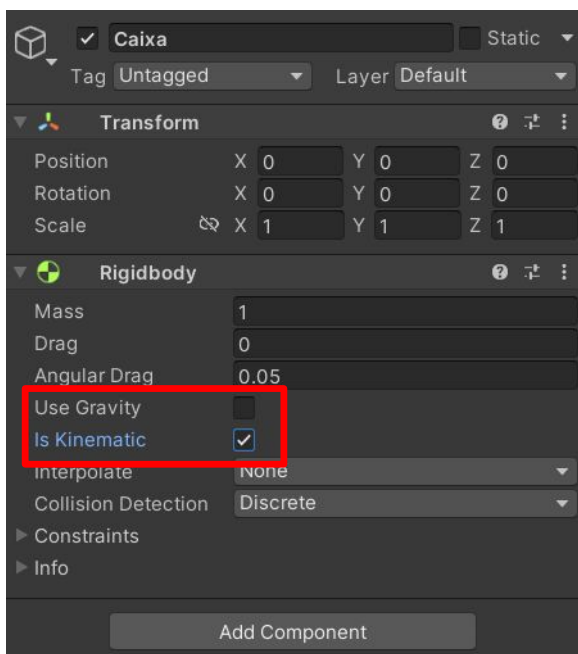 Caixa Static
Tag Untagged Layer Default
Transform
Position X 0 Y 0 Z 0
Rotation X 0 Y 0 Z 0
Scale X 1 Y 1 Z 1
Rigidbody
Mass 1
Drag 0
Angular Drag 0.05
Use Gravity
Is Kinematic
Interpolate None
Collision Detection Discrete
Constraints
Info
Add Component